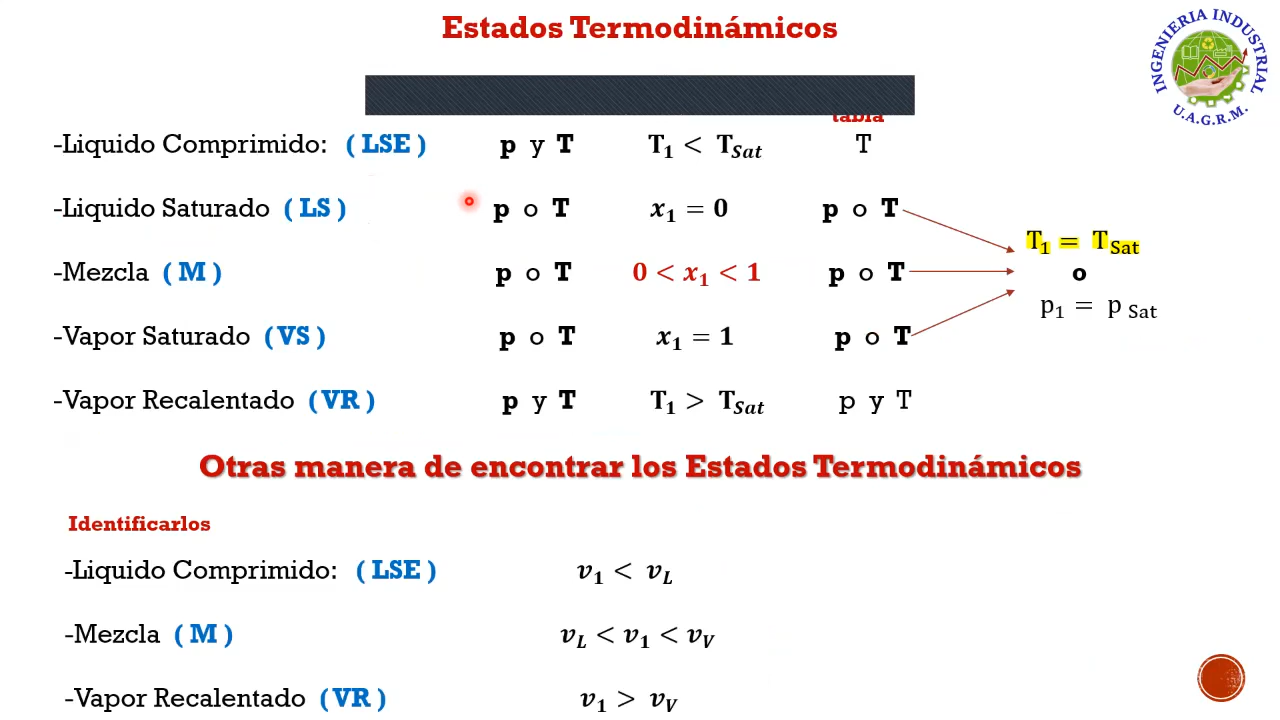 Estados Termodinámicos
INGENIERIA INDUSTRIAL
U.A.G.R.M.
tabla
-Liquido Comprimido: ( LSE ) p y T T₁ < T_Sat T
-Liquido Saturado ( LS ) p o T x₁ = 0 p o T
T₁ = T_Sat
-Mezcla ( M ) p o T 0 < x₁ < 1 p o T o
p₁ = p_Sat
-Vapor Saturado ( VS ) p o T x₁ = 1 p o T
-Vapor Recalentado ( VR ) p y T T₁ > T_Sat p y T
Otras manera de encontrar los Estados Termodinámicos
Identificarlos
-Liquido Comprimido: ( LSE ) v₁ < v_L
-Mezcla ( M ) v_L < v₁ < v_V
-Vapor Recalentado ( VR ) v₁ > v_V